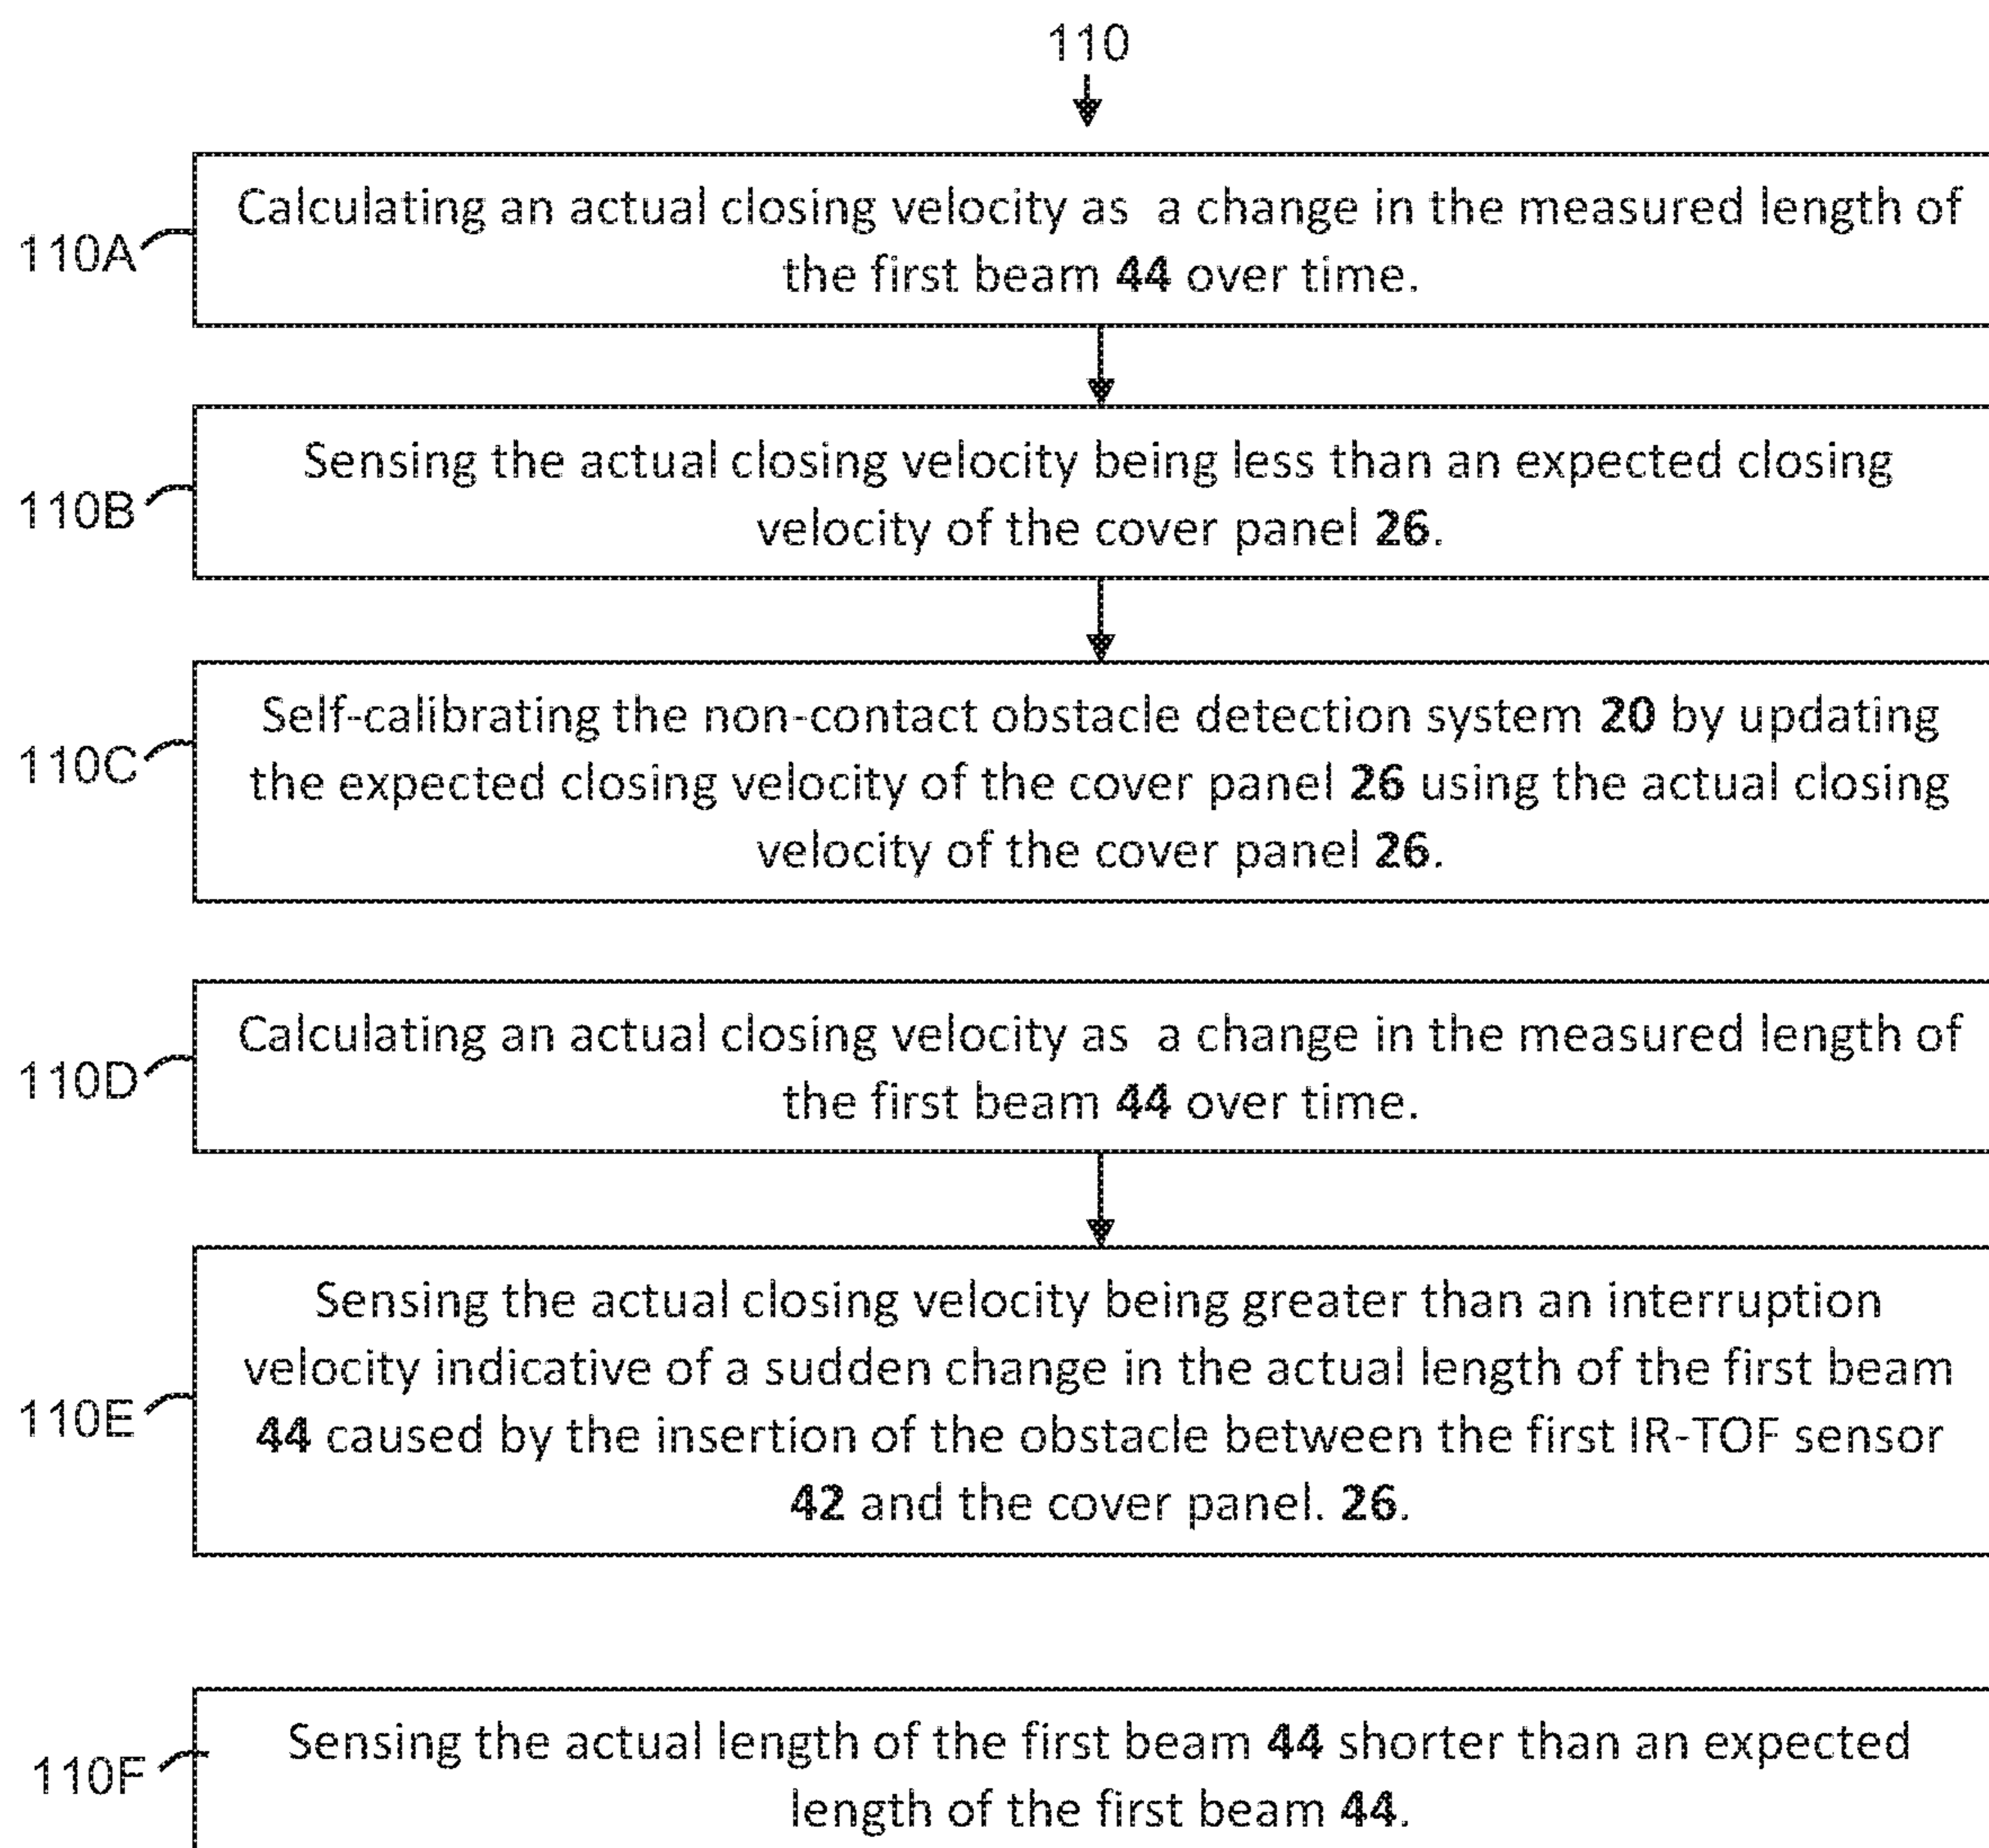 110
110A
Calculating an actual closing velocity as a change in the measured length of
the first beam 44 over time.
110B
Sensing the actual closing velocity being less than an expected closing
velocity of the cover panel 26.
110C
Self-calibrating the non-contact obstacle detection system 20 by updating
the expected closing velocity of the cover panel 26 using the actual closing
velocity of the cover panel 26.
110D
Calculating an actual closing velocity as a change in the measured length of
the first beam 44 over time.
110E
Sensing the actual closing velocity being greater than an interruption
velocity indicative of a sudden change in the actual length of the first beam
44 caused by the insertion of the obstacle between the first IR-TOF sensor
42 and the cover panel. 26.
110F
Sensing the actual length of the first beam 44 shorter than an expected
length of the first beam 44.